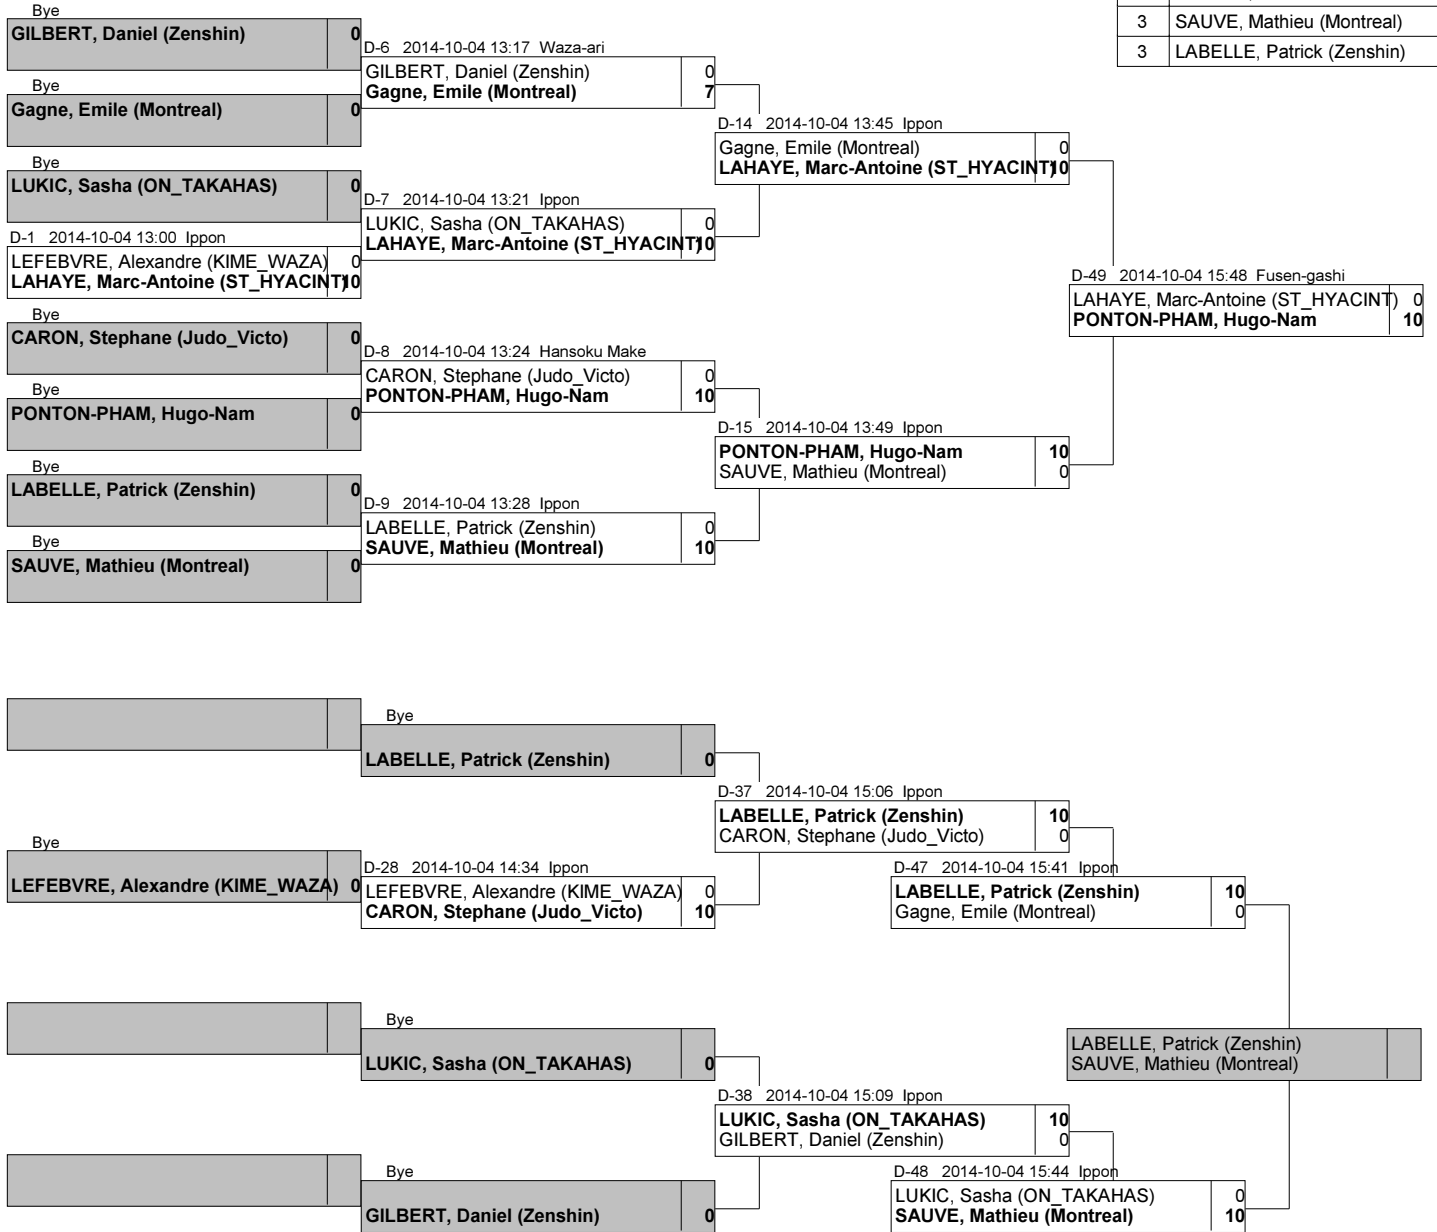 Bye
GILBERT, Daniel (Zenshin) 0
Bye
Gagne, Emile (Montreal) 0
Bye
LUKIC, Sasha (ON_TAKAHAS) 0
D-1 2014-10-04 13:00 Ippon
LEFEBVRE, Alexandre (KIME_WAZA) 0
LAHAYE, Marc-Antoine (ST_HYACINT) 10
Bye
CARON, Stephane (Judo_Victo) 0
Bye
PONTON-PHAM, Hugo-Nam 0
Bye
LABELLE, Patrick (Zenshin) 0
Bye
SAUVE, Mathieu (Montreal) 0
D-6 2014-10-04 13:17 Waza-ari
GILBERT, Daniel (Zenshin) 0
Gagne, Emile (Montreal) 7
D-7 2014-10-04 13:21 Ippon
LUKIC, Sasha (ON_TAKAHAS) 0
LAHAYE, Marc-Antoine (ST_HYACINT) 10
D-8 2014-10-04 13:24 Hansoku Make
CARON, Stephane (Judo_Victo) 0
PONTON-PHAM, Hugo-Nam 10
D-9 2014-10-04 13:28 Ippon
LABELLE, Patrick (Zenshin) 0
SAUVE, Mathieu (Montreal) 10
D-14 2014-10-04 13:45 Ippon
Gagne, Emile (Montreal) 0
LAHAYE, Marc-Antoine (ST_HYACINT) 10
D-15 2014-10-04 13:49 Ippon
PONTON-PHAM, Hugo-Nam 10
SAUVE, Mathieu (Montreal) 0
3 SAUVE, Mathieu (Montreal)
3 LABELLE, Patrick (Zenshin)
D-49 2014-10-04 15:48 Fusen-gashi
LAHAYE, Marc-Antoine (ST_HYACINT) 0
PONTON-PHAM, Hugo-Nam 10
Bye
LABELLE, Patrick (Zenshin) 0
Bye
LEFEBVRE, Alexandre (KIME_WAZA) 0
D-28 2014-10-04 14:34 Ippon
LEFEBVRE, Alexandre (KIME_WAZA) 0
CARON, Stephane (Judo_Victo) 10
D-37 2014-10-04 15:06 Ippon
LABELLE, Patrick (Zenshin) 10
CARON, Stephane (Judo_Victo) 0
D-47 2014-10-04 15:41 Ippon
LABELLE, Patrick (Zenshin) 10
Gagne, Emile (Montreal) 0
Bye
LUKIC, Sasha (ON_TAKAHAS) 0
Bye
GILBERT, Daniel (Zenshin) 0
D-38 2014-10-04 15:09 Ippon
LUKIC, Sasha (ON_TAKAHAS) 10
GILBERT, Daniel (Zenshin) 0
D-48 2014-10-04 15:44 Ippon
LUKIC, Sasha (ON_TAKAHAS) 0
SAUVE, Mathieu (Montreal) 10
LABELLE, Patrick (Zenshin)
SAUVE, Mathieu (Montreal)